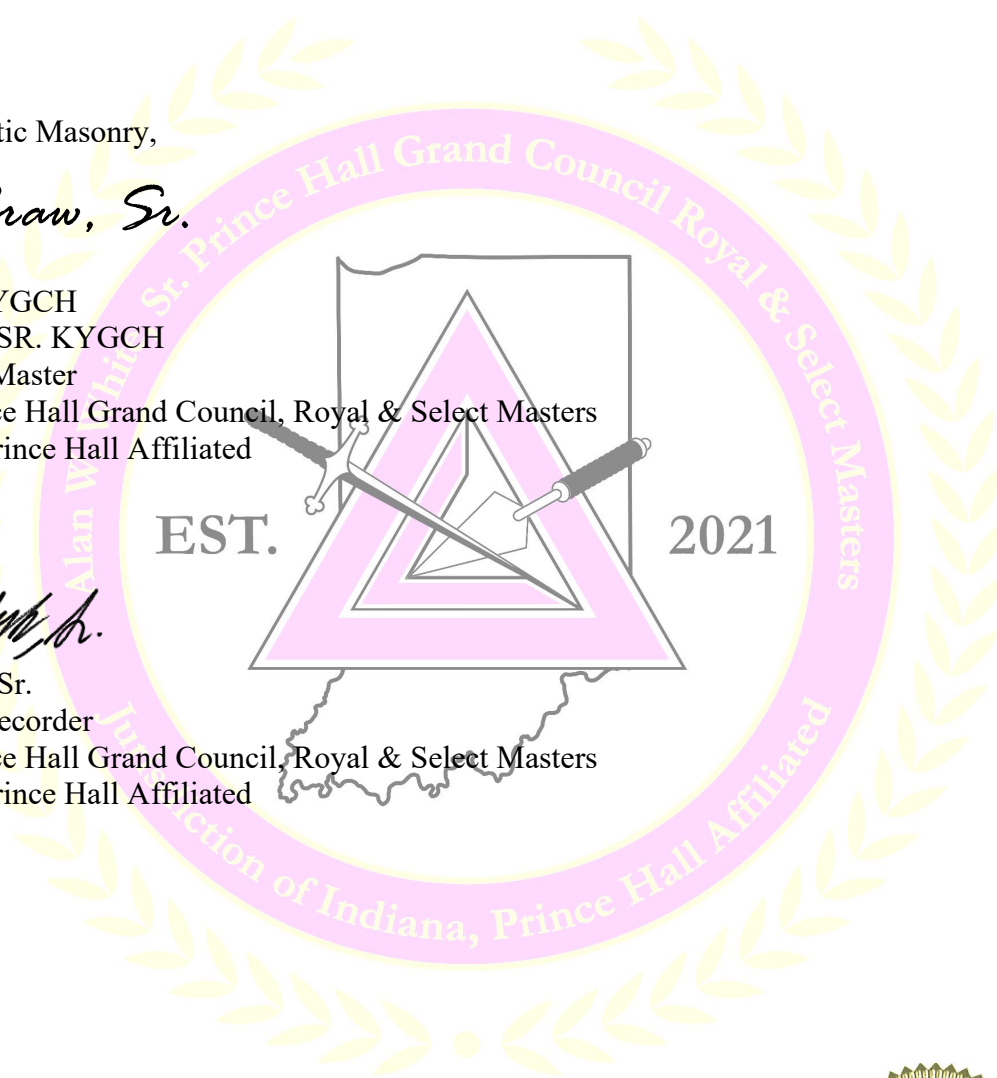 tic Masonry,
raw, Sr.
YGCH
SR. KYGCH
Master
ce Hall Grand Council, Royal & Select Masters
rince Hall Affiliated
Alan W White Sr. Prince Hall Grand Council Royal & Select Masters
EST.
2021
Sr.
ecorder
ce Hall Grand Council, Royal & Select Masters
rince Hall Affiliated
Jurisdiction of Indiana, Prince Hall Affiliated